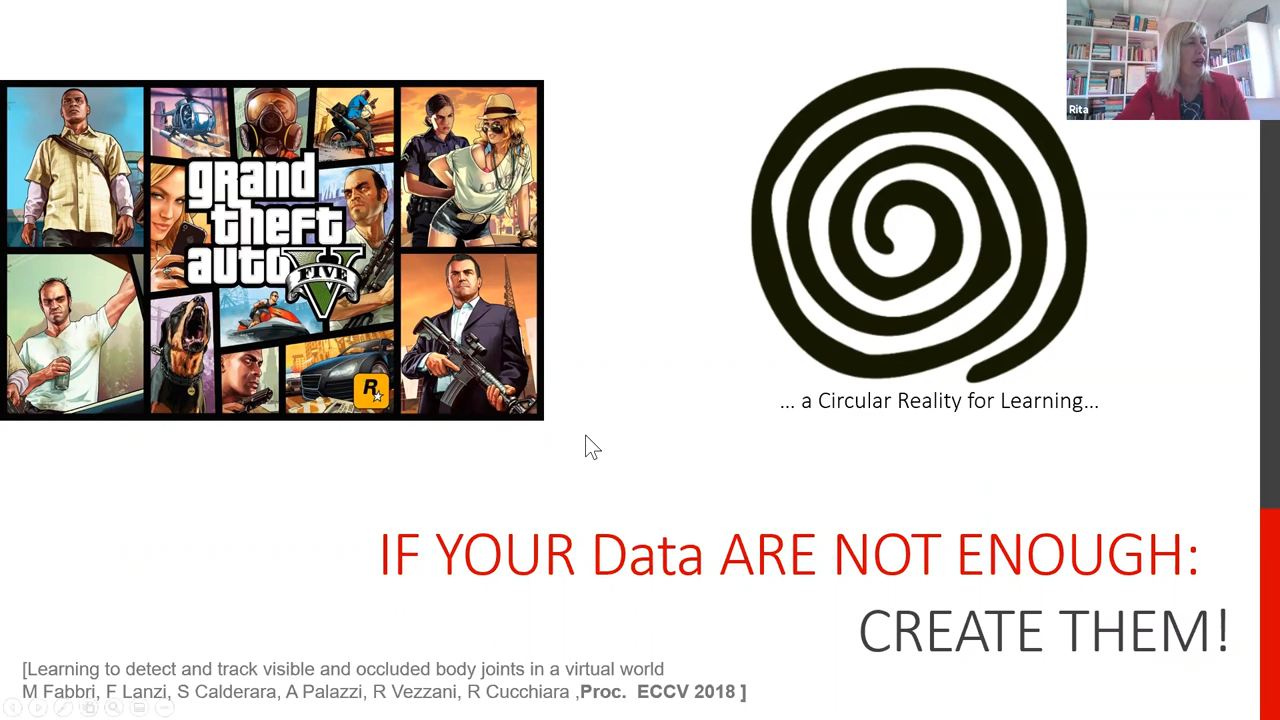 Rita
grand
theft
auto
FIVE
V
R
... a Circular Reality for Learning...
IF YOUR Data ARE NOT ENOUGH:
CREATE THEM!
[Learning to detect and track visible and occluded body joints in a virtual world
M Fabbri, F Lanzi, S Calderara, A Palazzi, R Vezzani, R Cucchiara ,Proc. ECCV 2018 ]